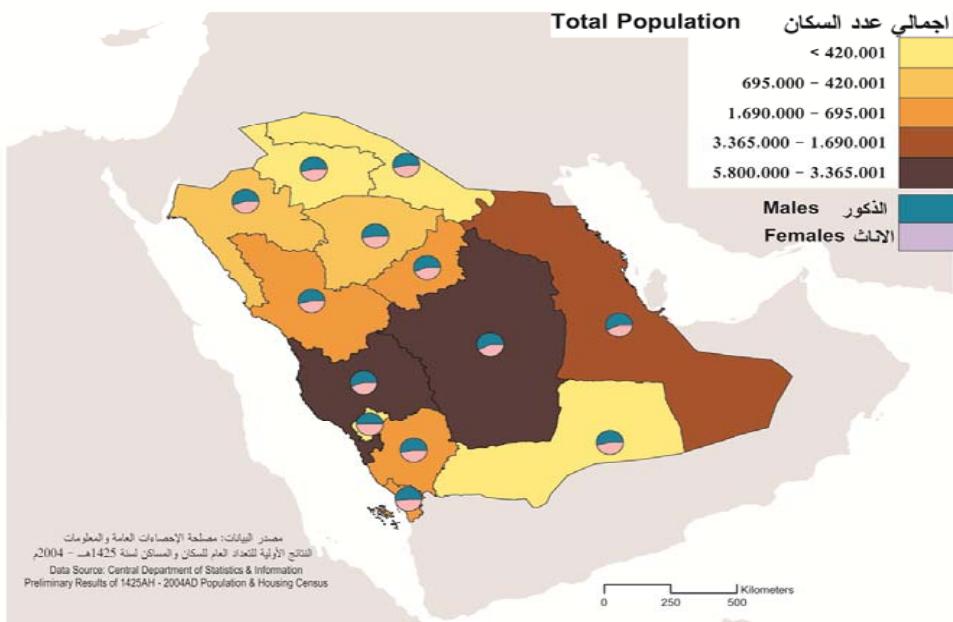 Total Population اجمالي عدد السكان
< 420.001
695.000 – 420.001
1.690.000 – 695.001
3.365.000 – 1.690.001
5.800.000 – 3.365.001
Males الذكور
Females الاناث
مصدر البيانات: مصلحة الإحصاءات العامة والمعلومات
النتائج الأولية للتعداد العام للسكان والمساكن لسنة 1425هـ - 2004م
Data Source: Central Department of Statistics & Information
Preliminary Results of 1425AH - 2004AD Population & Housing Census
Kilometers
0 250 500